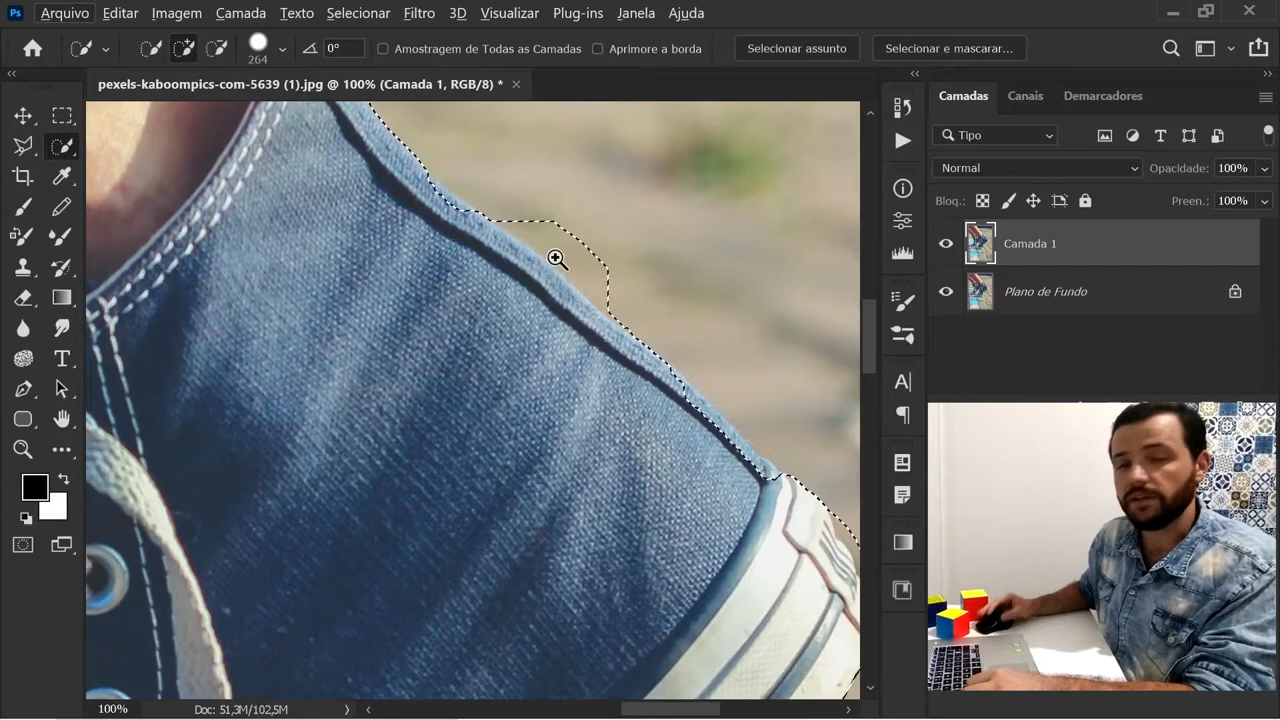 Ps Arquivo Editar Imagem Camada Texto Selecionar Filtro 3D Visualizar Plug-ins Janela Ajuda
264 0° Amostragem de Todas as Camadas Aprimore a borda Selecionar assunto Selecionar e mascarar...
pexels-kaboompics-com-5639 (1).jpg @ 100% (Camada 1, RGB/8) *
Camadas Canais Demarcadores
Tipo
Normal Opacidade: 100%
Bloq.: Preen.: 100%
Camada 1
Plano de Fundo
100% Doc: 51,3M/102,5M